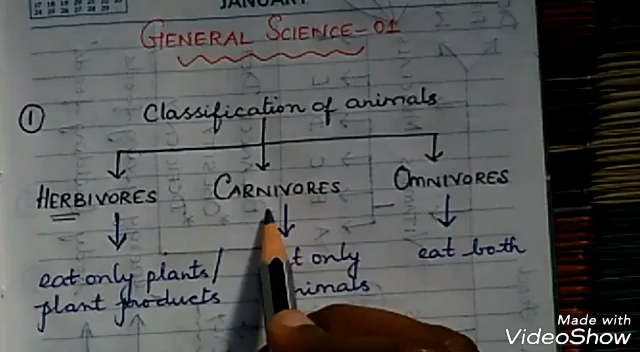 JANUARY
GENERAL SCIENCE-01
① Classification of animals
HERBIVORES CARNIVORES OMNIVORES
eat only plants/ only eat both
plant products
Made with
VideoShow